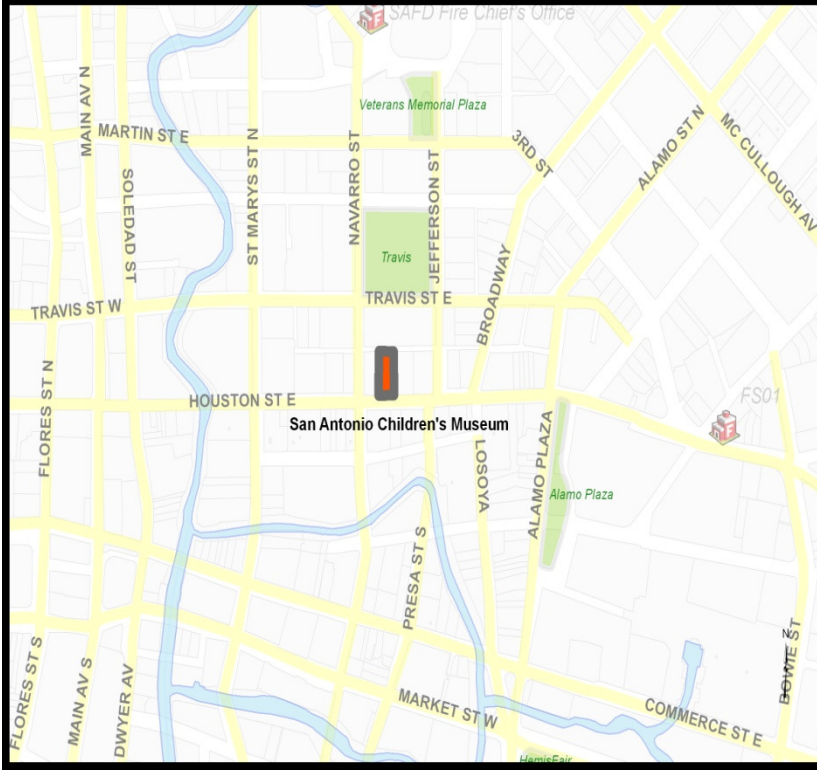 SAFD Fire Chief's Office
Veterans Memorial Plaza
MAIN AV N
MARTIN ST E
SOLEDAD ST
ST MARYS ST N
NAVARRO ST
JEFFERSON ST
3RD ST
ALAMO ST N
MC CULLOUGH AV
Travis
BROADWAY
TRAVIS ST W
TRAVIS ST E
HOUSTON ST E
FS01
San Antonio Children's Museum
FLORES ST N
LOSOYA
ALAMO PLAZA
Alamo Plaza
PRESA ST S
FLORES ST S
MAIN AV S
DWYER AV
MARKET ST W
COMMERCE ST E
BOWIE ST
N
HemisFair